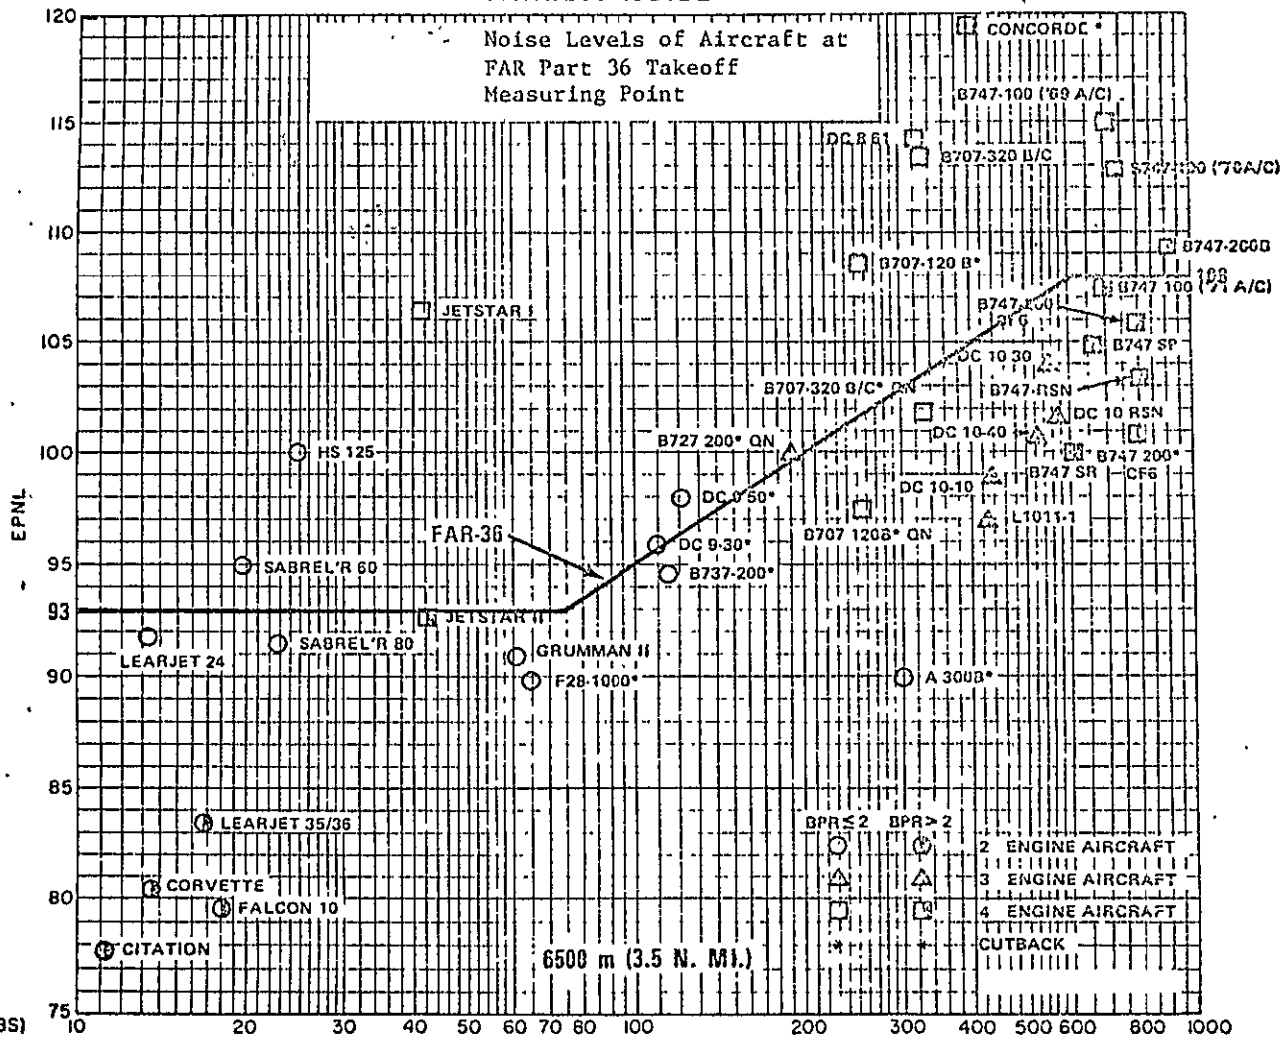 Noise Levels of Aircraft at
FAR Part 36 Takeoff
Measuring Point
120
115
110
105
100
95
93
90
85
80
75
EPNL
CONCORDE *
B747-100 ('69 A/C)
DC 8 61
B707-320 B/C
B747-100 ('70A/C)
B747-200B
B707-120 B*
108
B747 100 ('71 A/C)
JETSTAR I
B747 SP
DC 10 30
B707-320 B/C* QN
B747-RSN
DC 10 RSN
B727 200* QN
DC 10-40
HS 125
B747 SR
B747 200*
CF6
DC 10-10
DC 9 50*
L1011-1
B707 120B* QN
FAR-36
DC 9-30*
SABREL'R 60
B737-200*
JETSTAR II
LEARJET 24
SABREL'R 80
GRUMMAN II
F28-1000*
A 300B*
LEARJET 35/36
CORVETTE
FALCON 10
CITATION
BPR ≤ 2 BPR > 2
2 ENGINE AIRCRAFT
3 ENGINE AIRCRAFT
4 ENGINE AIRCRAFT
* * CUTBACK
6500 m (3.5 N. MI.)
BS) 10 20 30 40 50 60 70 80 100 200 300 400 500 600 800 1000